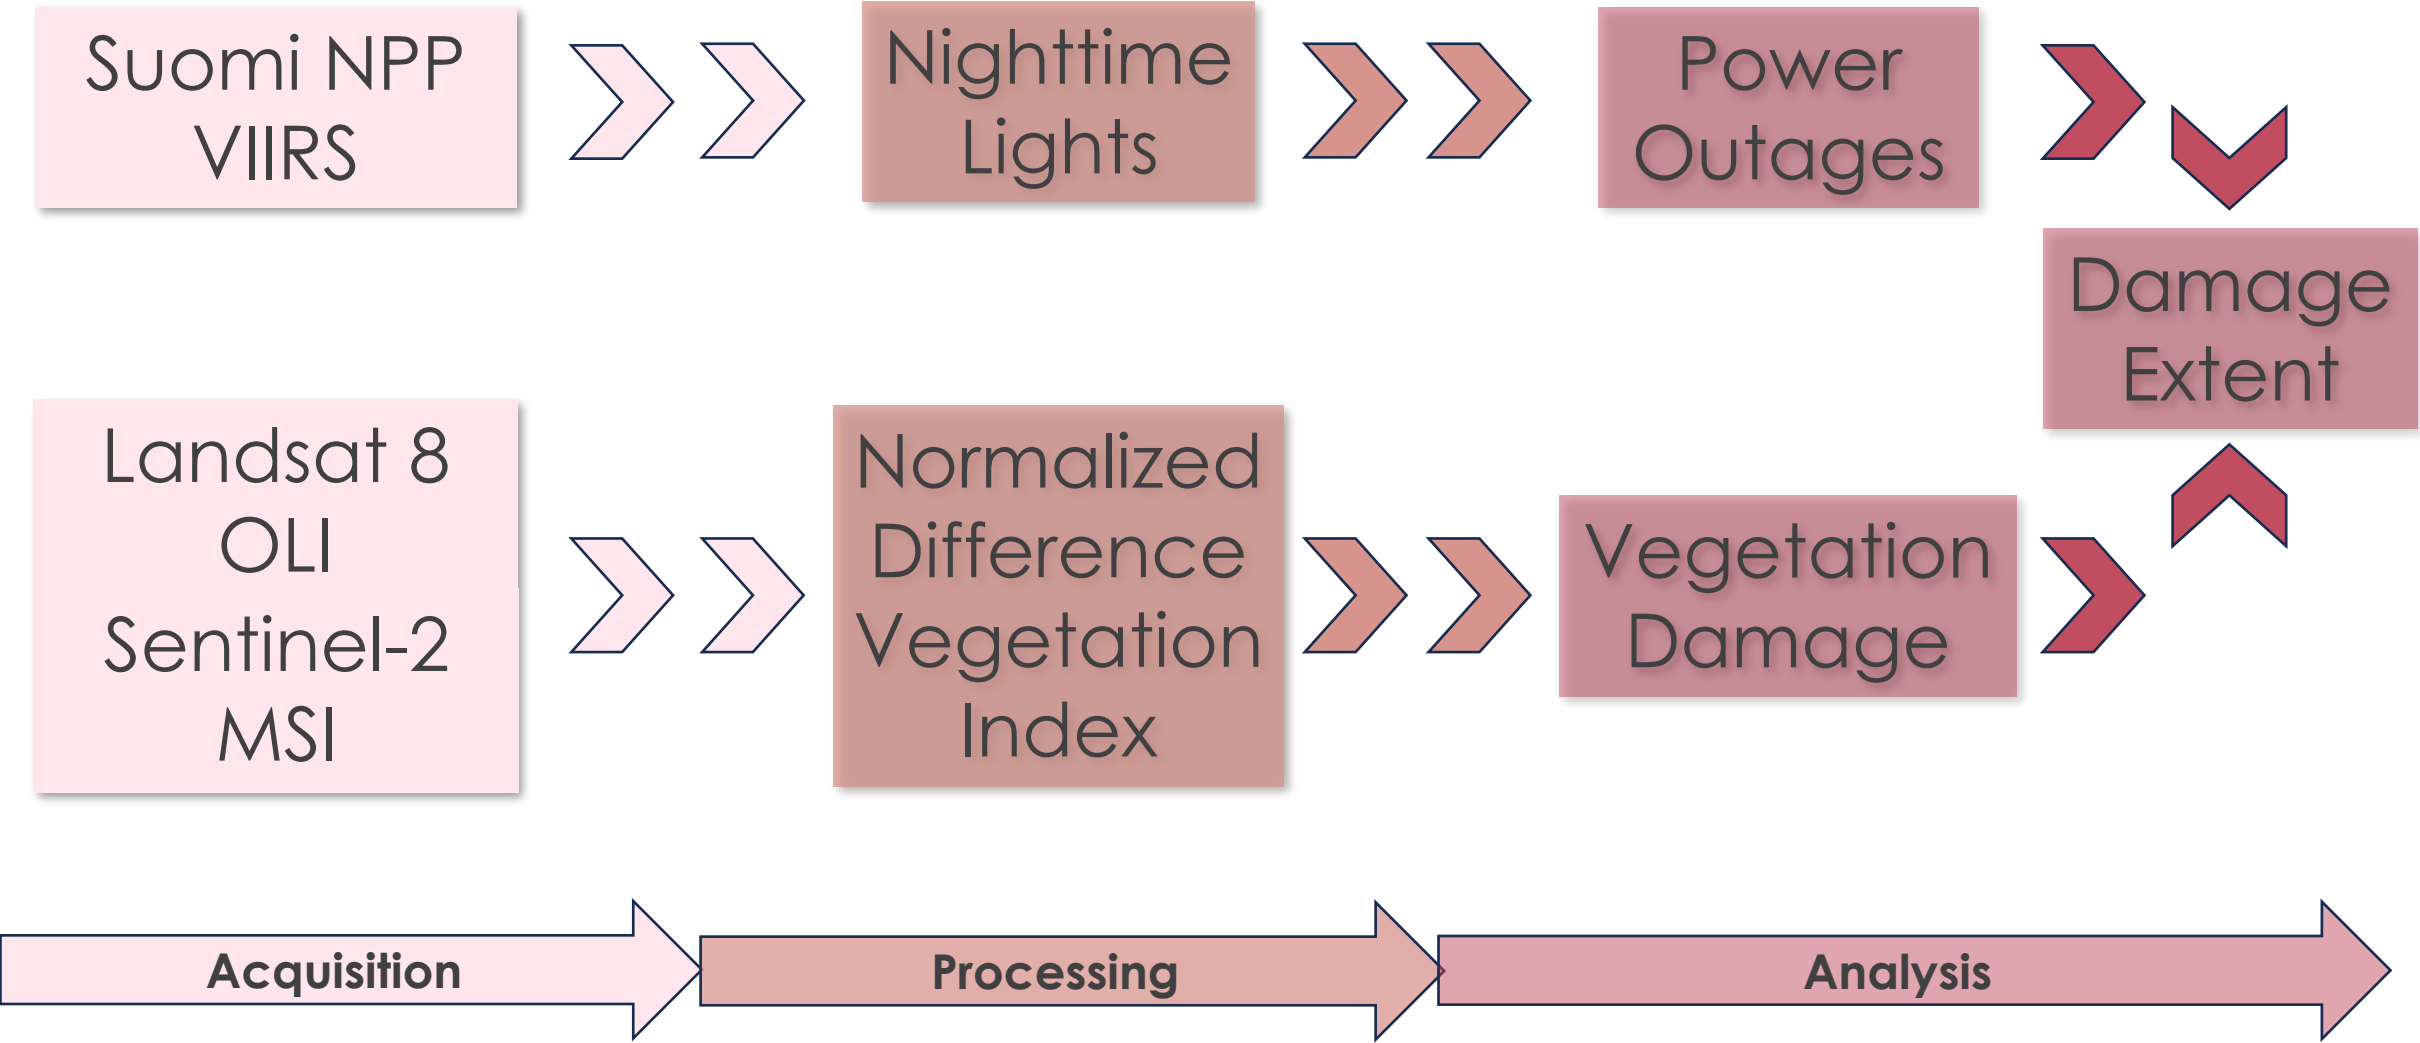 Suomi NPP
VIIRS
Nighttime
Lights
Power
Outages
Damage
Extent
Landsat 8
OLI
Sentinel-2
MSI
Normalized
Difference
Vegetation
Index
Vegetation
Damage
Acquisition
Processing
Analysis